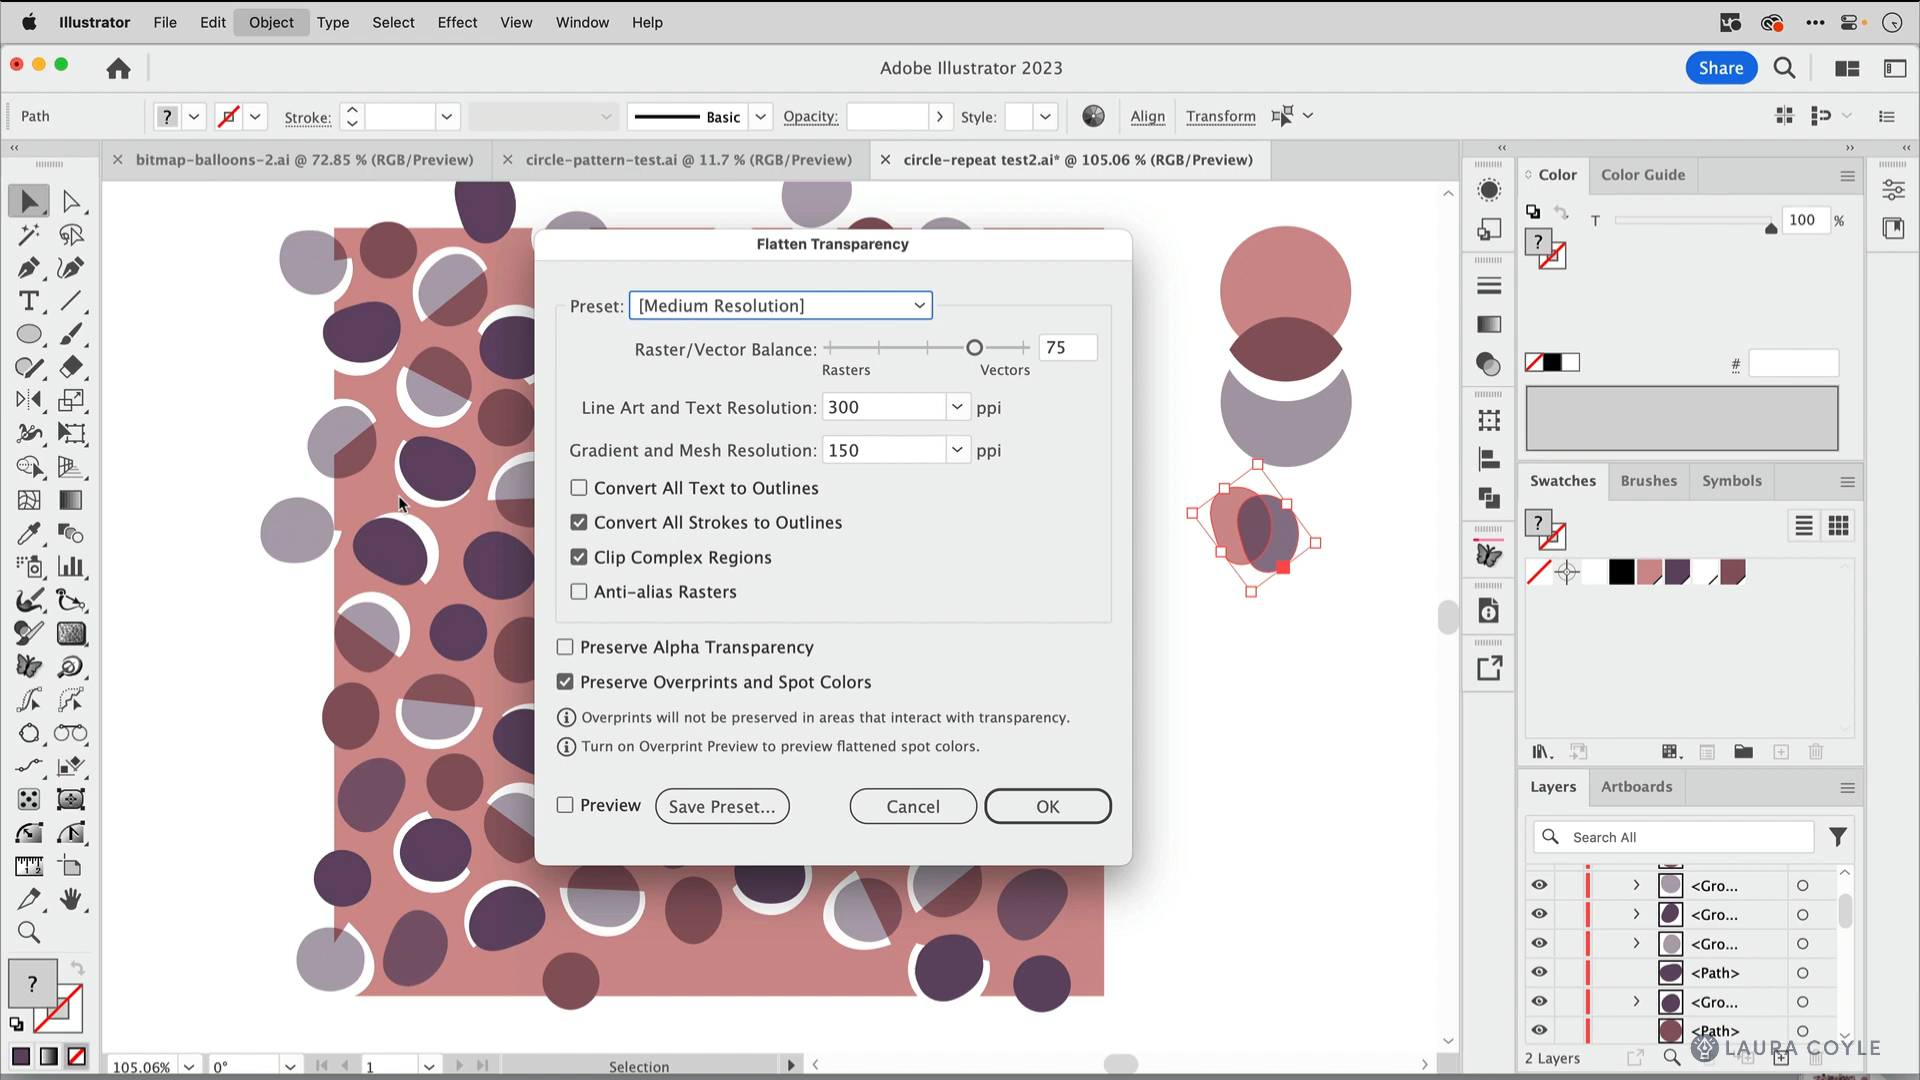 Illustrator File Edit Object Type Select Effect View Window Help
Adobe Illustrator 2023
Share
Path
?
Stroke:
Basic
Opacity:
Style:
Align
Transform
bitmap-balloons-2.ai @ 72.85 % (RGB/Preview)
circle-pattern-test.ai @ 11.7 % (RGB/Preview)
circle-repeat test2.ai* @ 105.06 % (RGB/Preview)
Flatten Transparency
Preset: [Medium Resolution]
Raster/Vector Balance: 75
Rasters Vectors
Line Art and Text Resolution: 300 ppi
Gradient and Mesh Resolution: 150 ppi
Convert All Text to Outlines
Convert All Strokes to Outlines
Clip Complex Regions
Anti-alias Rasters
Preserve Alpha Transparency
Preserve Overprints and Spot Colors
Overprints will not be preserved in areas that interact with transparency.
Turn on Overprint Preview to preview flattened spot colors.
Preview Save Preset... Cancel OK
Color Color Guide
T 100 %
?
#
Swatches Brushes Symbols
?
Layers Artboards
Search All
<Gro...
<Gro...
<Gro...
<Path>
<Gro...
<Path>
2 Layers
LAURA COYLE
?
105.06% 0° 1 Selection